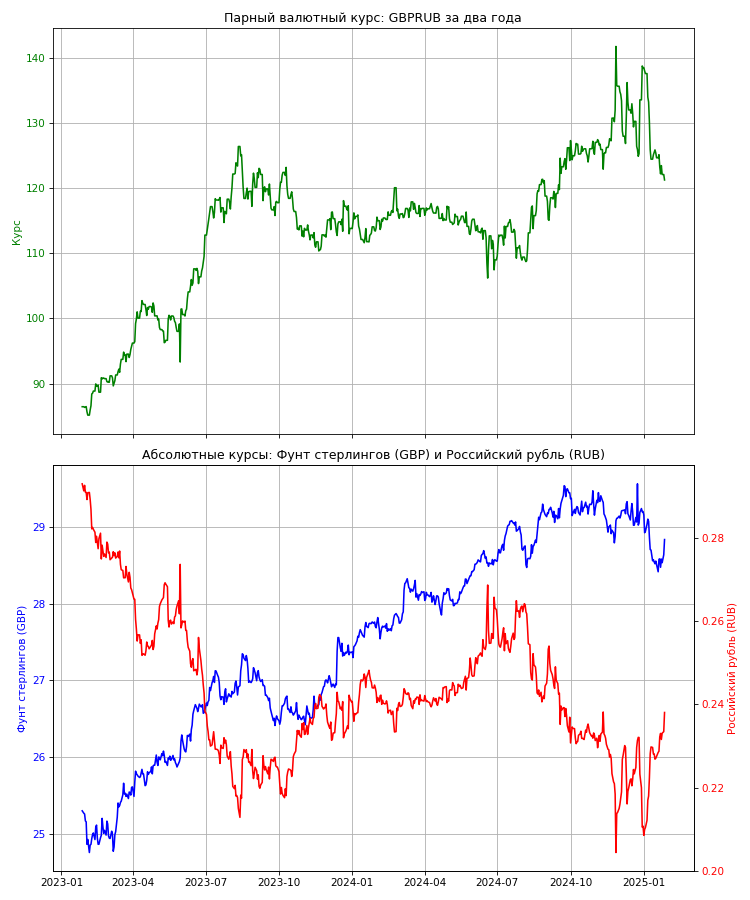 Парный валютный курс: GBPRUB за два года
140
130
120
110
100
90
Курс
Абсолютные курсы: Фунт стерлингов (GBP) и Российский рубль (RUB)
29
28
27
26
25
Фунт стерлингов (GBP)
0.28
0.26
0.24
0.22
0.20
Российский рубль (RUB)
2023-01 2023-04 2023-07 2023-10 2024-01 2024-04 2024-07 2024-10 2025-01